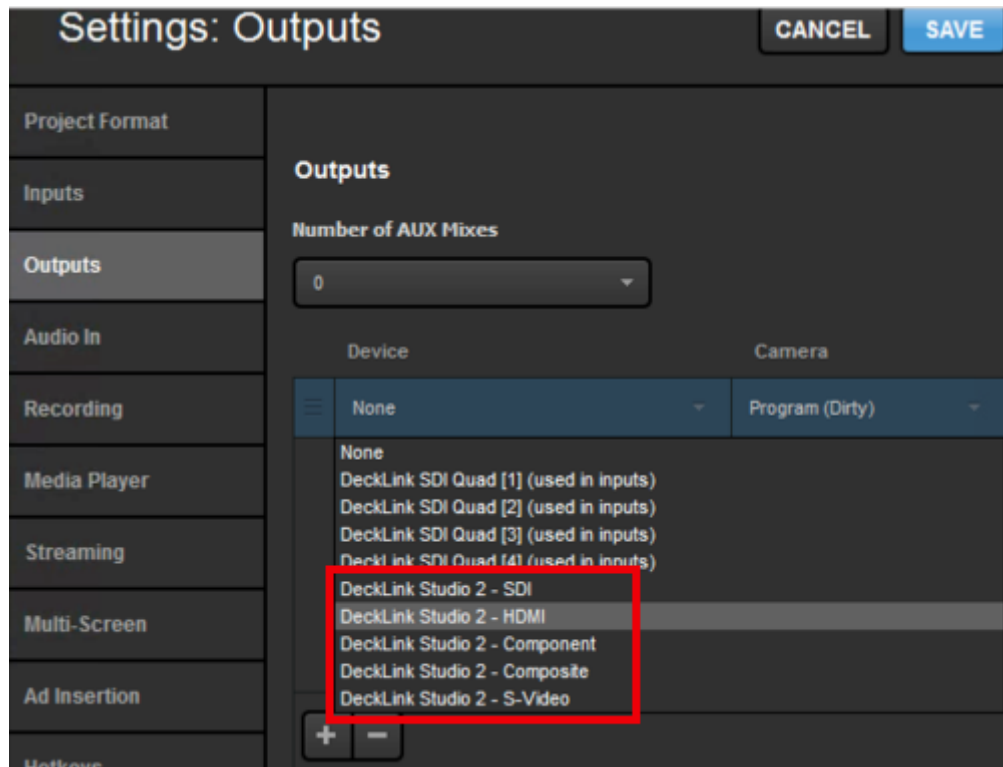 Settings: Outputs
CANCEL
SAVE
Project Format
Inputs
Outputs
Audio In
Recording
Media Player
Streaming
Multi-Screen
Ad Insertion
Hotkeys
Outputs
Number of AUX Mixes
0
Device
Camera
None
Program (Dirty)
None
DeckLink SDI Quad [1] (used in inputs)
DeckLink SDI Quad [2] (used in inputs)
DeckLink SDI Quad [3] (used in inputs)
DeckLink SDI Quad [4] (used in inputs)
DeckLink Studio 2 - SDI
DeckLink Studio 2 - HDMI
DeckLink Studio 2 - Component
DeckLink Studio 2 - Composite
DeckLink Studio 2 - S-Video